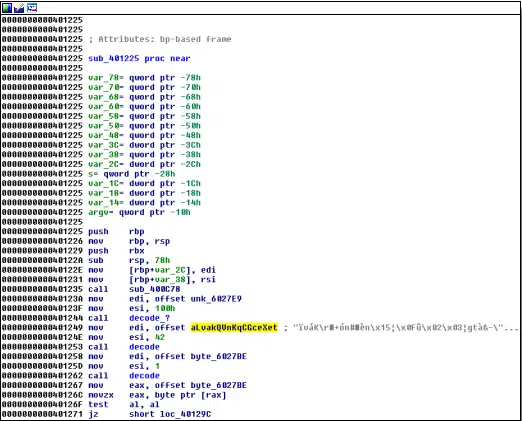 0000000000401225
0000000000401225
0000000000401225 ; Attributes: bp-based frame
0000000000401225
0000000000401225 sub_401225 proc near
0000000000401225
0000000000401225 var_78= qword ptr -78h
0000000000401225 var_70= qword ptr -70h
0000000000401225 var_68= qword ptr -68h
0000000000401225 var_60= qword ptr -60h
0000000000401225 var_58= qword ptr -58h
0000000000401225 var_50= qword ptr -50h
0000000000401225 var_48= qword ptr -48h
0000000000401225 var_3C= dword ptr -3Ch
0000000000401225 var_38= qword ptr -38h
0000000000401225 var_2C= dword ptr -2Ch
0000000000401225 s= qword ptr -28h
0000000000401225 var_1C= dword ptr -1Ch
0000000000401225 var_18= dword ptr -18h
0000000000401225 var_14= dword ptr -14h
0000000000401225 argv= qword ptr -10h
0000000000401225
0000000000401225 push rbp
0000000000401226 mov rbp, rsp
0000000000401229 push rbx
000000000040122A sub rsp, 78h
000000000040122E mov [rbp+var_2C], edi
0000000000401231 mov [rbp+var_38], rsi
0000000000401235 call sub_400C78
000000000040123A mov edi, offset unk_6027E9
000000000040123F mov esi, 100h
0000000000401244 call decode_?
0000000000401249 mov edi, offset aLvakQVnKqCGceXet ;
000000000040124E mov esi, 42
0000000000401253 call decode
0000000000401258 mov edi, offset byte_6027BE
000000000040125D mov esi, 1
0000000000401262 call decode
0000000000401267 mov eax, offset byte_6027BE
000000000040126C movzx eax, byte ptr [rax]
000000000040126F test al, al
0000000000401271 jz short loc_40129C